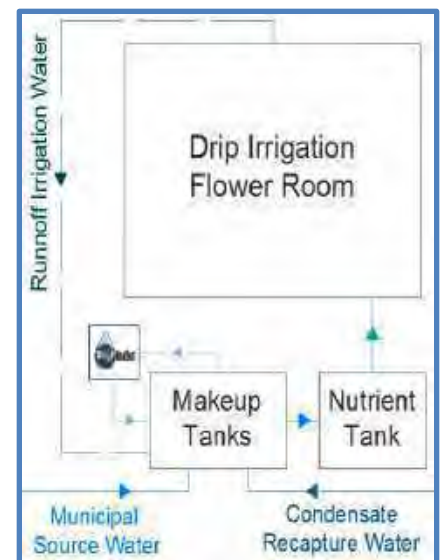 Runnoff Irrigation Water
Drip Irrigation
Flower Room
Makeup
Tanks
Nutrient
Tank
Municipal
Source Water
Condensate
Recapture Water